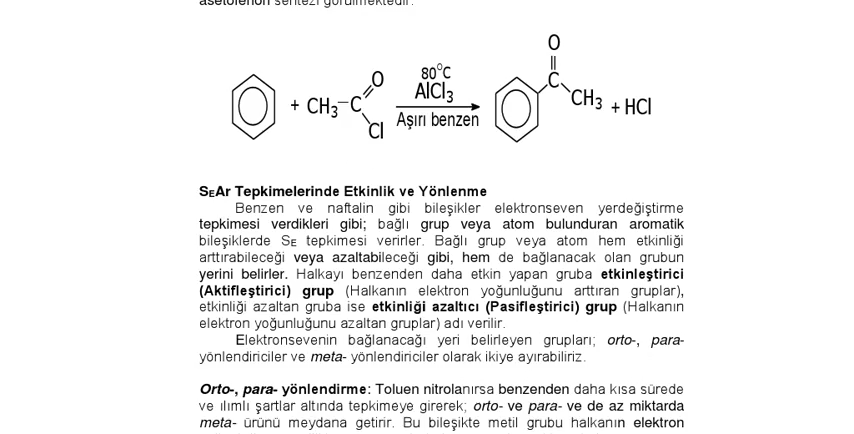 asetofenon sentezi görülmektedir.
O
80°C
O
C
+ CH3-C
AlCl3
CH3
+ HCl
Cl
Aşırı benzen
SEAr Tepkimelerinde Etkinlik ve Yönlenme
Benzen ve naftalin gibi bileşikler elektronseven yerdeğiştirme
tepkimesi verdikleri gibi; bağlı grup veya atom bulunduran aromatik
bileşiklerde SE tepkimesi verirler. Bağlı grup veya atom hem etkinliği
arttırabileceği veya azaltabileceği gibi, hem de bağlanacak olan grubun
yerini belirler. Halkayı benzenden daha etkin yapan gruba etkinleştirici
(Aktifleştirici) grup (Halkanın elektron yoğunluğunu arttıran gruplar),
etkinliği azaltan gruba ise etkinliği azaltıcı (Pasifleştirici) grup (Halkanın
elektron yoğunluğunu azaltan gruplar) adı verilir.
Elektronsevenin bağlanacağı yeri belirleyen grupları; orto-, para-
yönlendiriciler ve meta- yönlendiriciler olarak ikiye ayırabiliriz.
Orto-, para- yönlendirme: Toluen nitrolanırsa benzenden daha kısa sürede
ve ılımlı şartlar altında tepkimeye girerek; orto- ve para- ve de az miktarda
meta- ürünü meydana getirir. Bu bileşikte metil grubu halkanın elektron